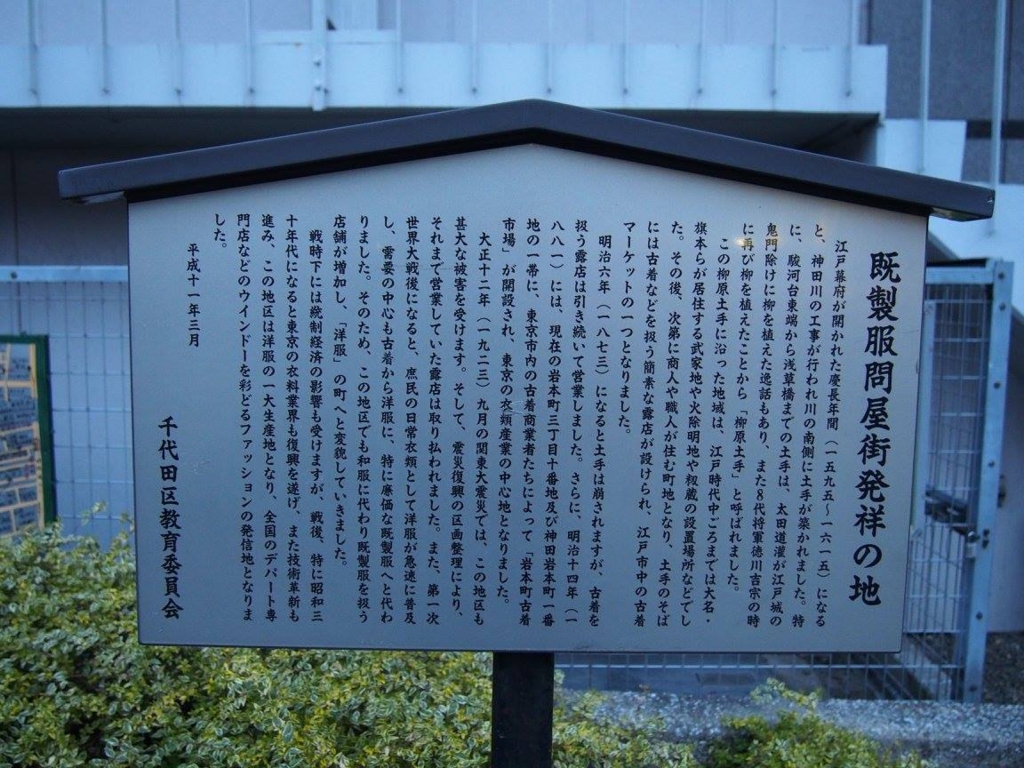 既製服問屋街発祥の地
江戸幕府が開かれた慶長年間(一五九五〜一六一五)になる
と、神田川の工事が行われ川の南側に土手が築かれました。特
に、駿河台東端から浅草橋までの土手は、太田道灌が江戸城の
鬼門除けに柳を植えた逸話もあり、また8代将軍徳川吉宗の時
に再び柳を植えたことから「柳原土手」と呼ばれました。
この柳原土手に沿った地域は、江戸時代中ごろまでは大名・
旗本らが居住する武家地や火除明地や籾蔵の設置場所などでし
た。その後、次第に商人や職人が住む町地となり、土手のそば
には古着などを扱う簡素な露店が設けられ、江戸市中の古着
マーケットの一つとなりました。
明治六年(一八七三)になると土手は崩されますが、古着を
扱う露店は引き続いて営業しました。さらに、明治十四年(一
八八一)には、現在の岩本町三丁目十番地及び神田岩本町一番
地の一帯に、東京市内の古着商業者たちによって「岩本町古着
市場」が開設され、東京の衣類産業の中心地となりました。
大正十二年(一九二三)九月の関東大震災では、この地区も
甚大な被害を受けます。そして、震災復興の区画整理により、
それまで営業していた露店は取り払われました。また、第一次
世界大戦後になると、庶民の日常衣類として洋服が急速に普及
し、需要の中心も古着から洋服に、特に廉価な既製服へと代わ
りました。そのため、この地区でも和服に代わり既製服を扱う
店舗が増加し、「洋服」の町へと変貌していきました。
戦時下には統制経済の影響も受けますが、戦後、特に昭和三
十年代になると東京の衣料業界も復興を遂げ、また技術革新も
進み、この地区は洋服の一大生産地となり、全国のデパート専
門店などのウインドーを彩どるファッションの発信地となりま
した。
平成十一年三月
千代田区教育委員会